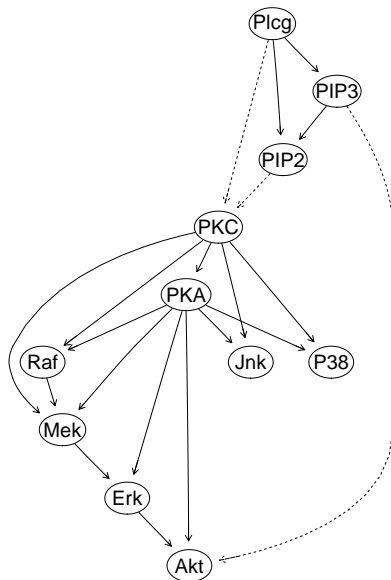 Plcg
PIP3
PIP2
PKC
PKA
Raf
Jnk
P38
Mek
Erk
Akt